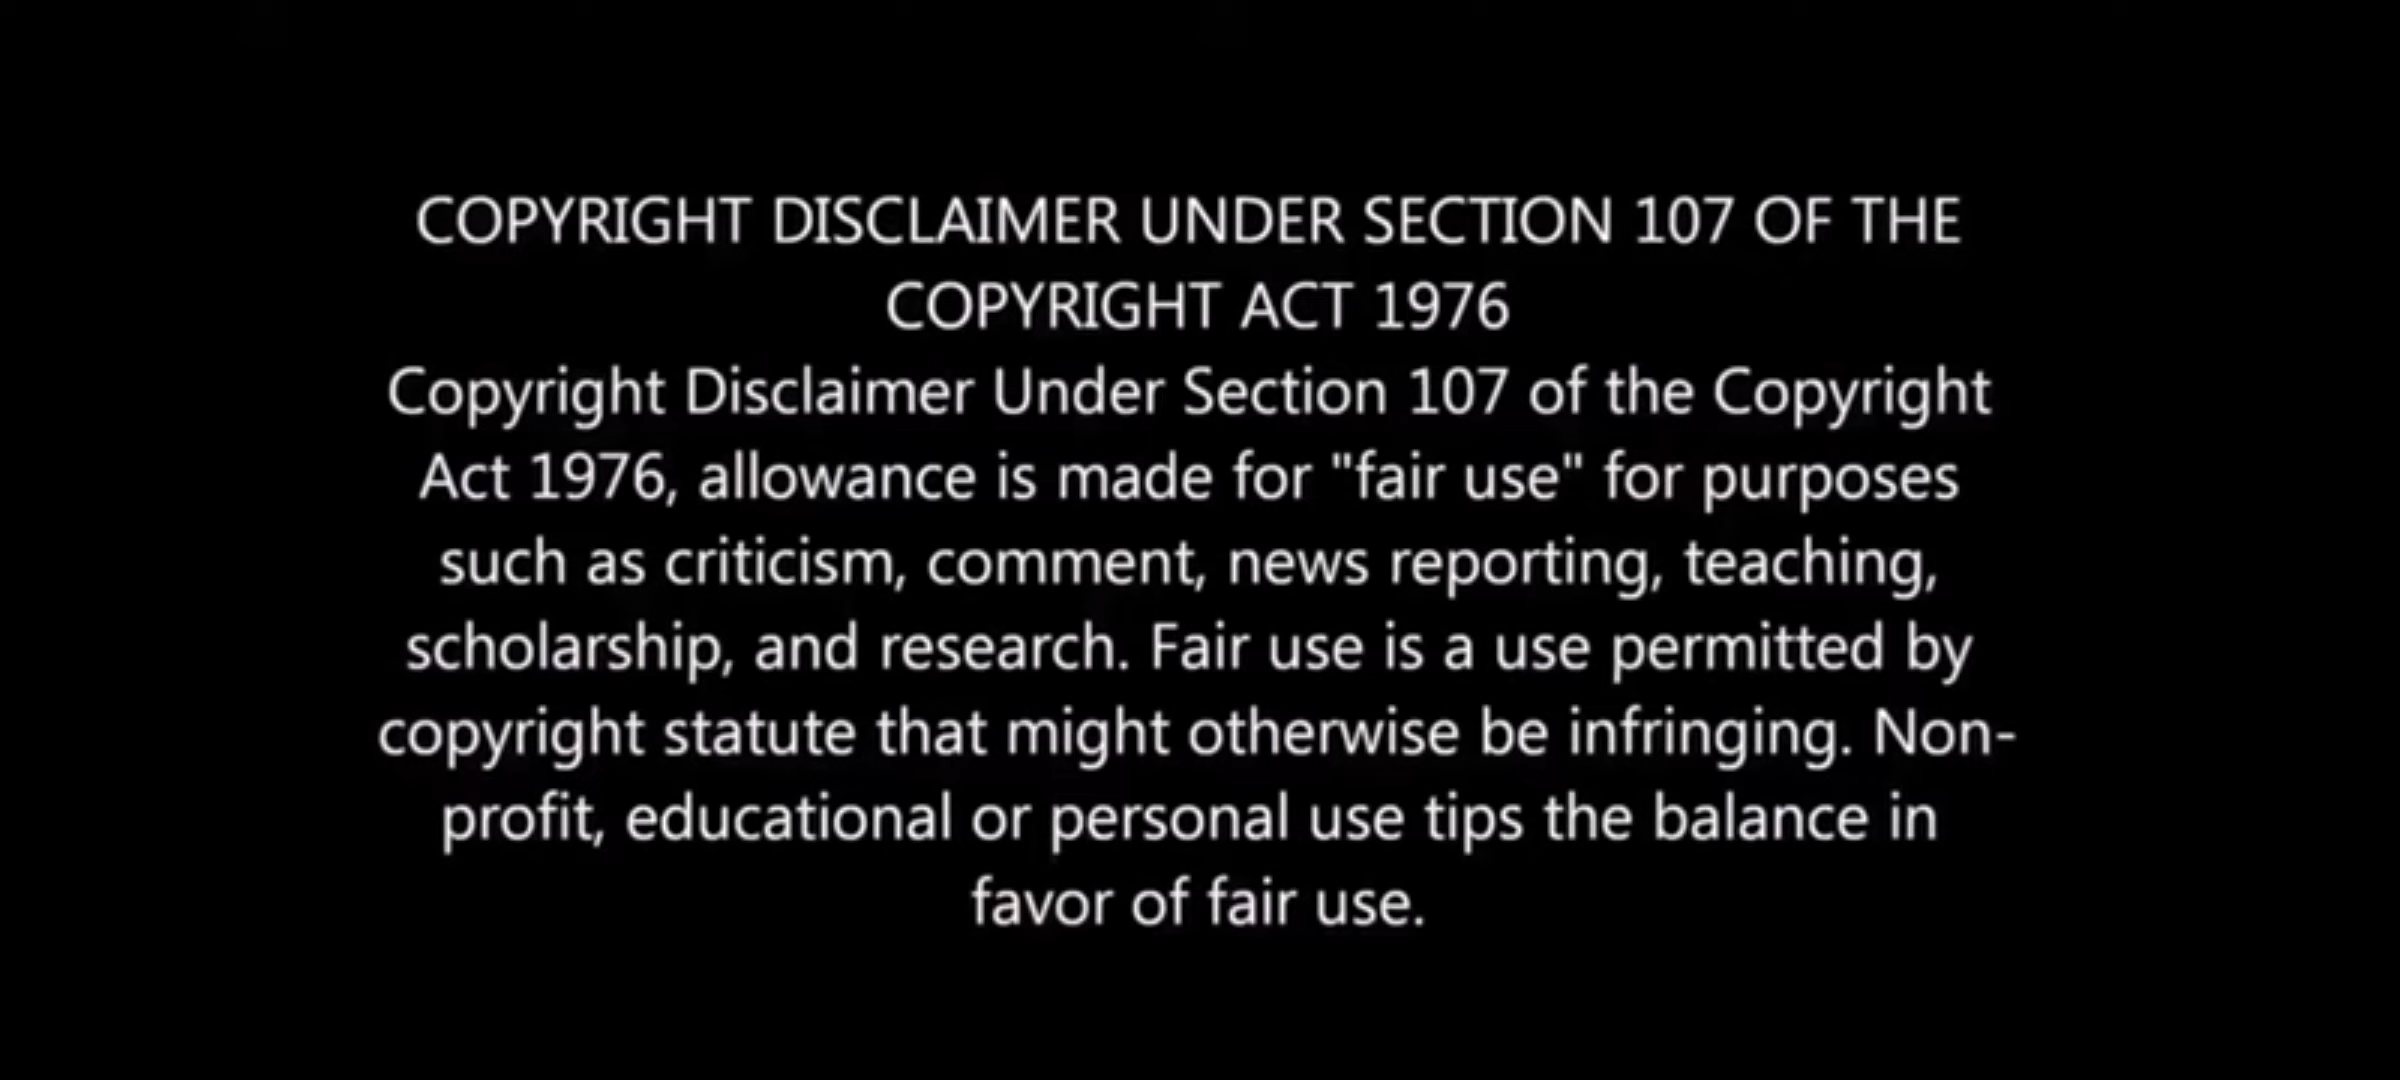 COPYRIGHT DISCLAIMER UNDER SECTION 107 OF THE
COPYRIGHT ACT 1976
Copyright Disclaimer Under Section 107 of the Copyright
Act 1976, allowance is made for "fair use" for purposes
such as criticism, comment, news reporting, teaching,
scholarship, and research. Fair use is a use permitted by
copyright statute that might otherwise be infringing. Non-
profit, educational or personal use tips the balance in
favor of fair use.